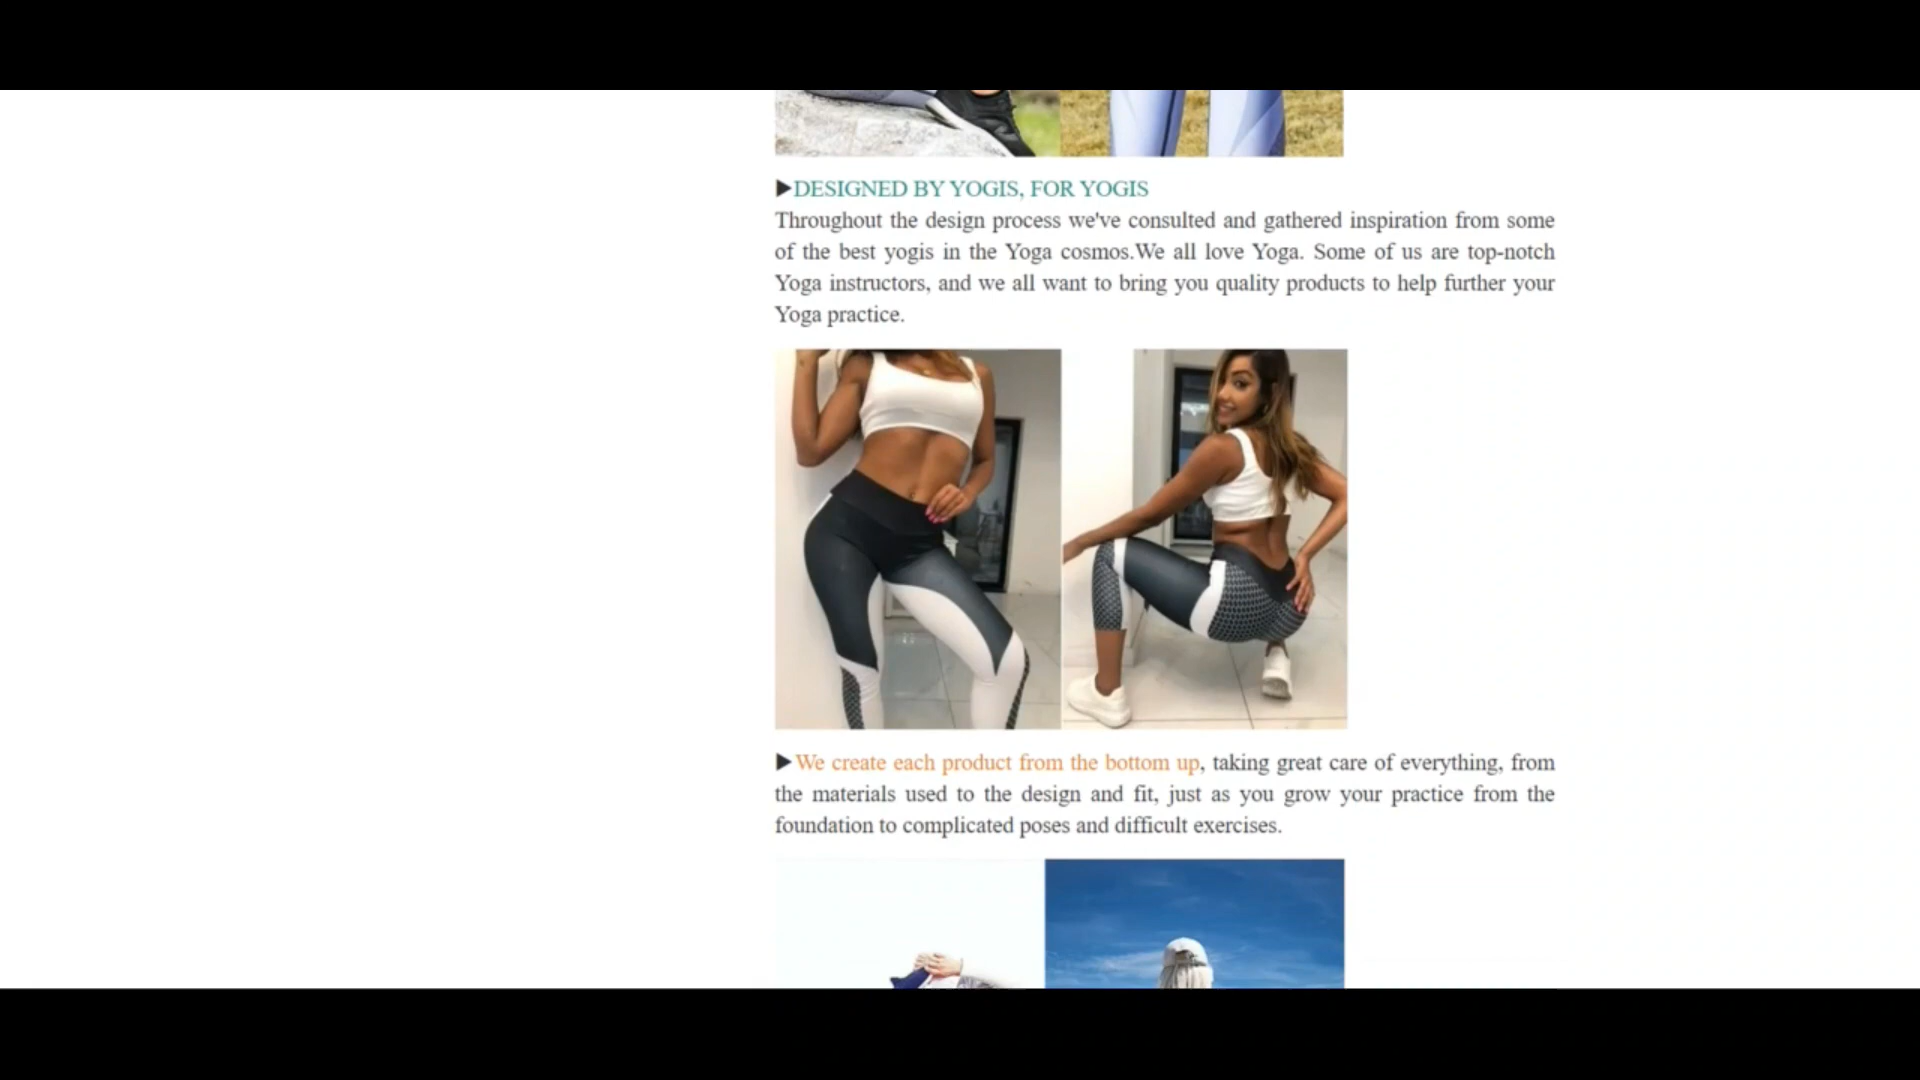 ▶DESIGNED BY YOGIS, FOR YOGIS
Throughout the design process we've consulted and gathered inspiration from some
of the best yogis in the Yoga cosmos.We all love Yoga. Some of us are top-notch
Yoga instructors, and we all want to bring you quality products to help further your
Yoga practice.
▶We create each product from the bottom up, taking great care of everything, from
the materials used to the design and fit, just as you grow your practice from the
foundation to complicated poses and difficult exercises.